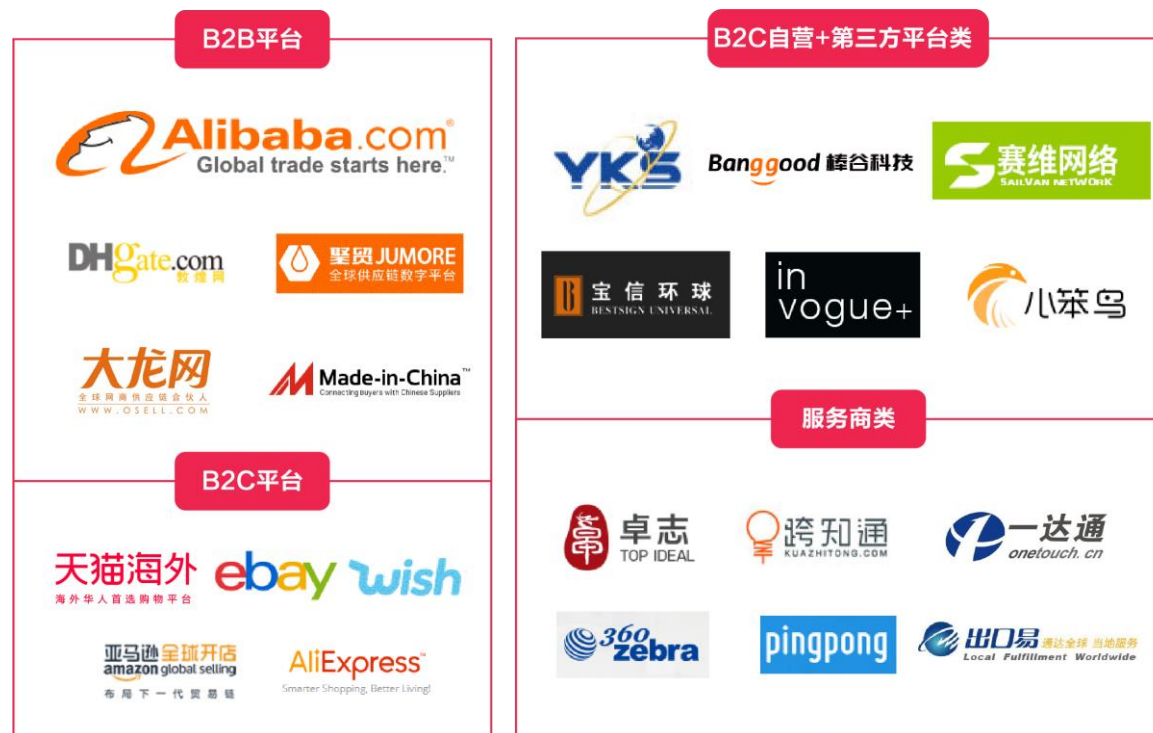 B2B平台
Alibaba.com®
Global trade starts here.™
DHgate.com
敦煌网
聚贸 JUMORE
全球供应链数字平台
大龙网
全球网商供应链合伙人
WWW.OSELL.COM
Made-in-China™
Connecting Buyers with Chinese Suppliers
B2C平台
天猫海外
海外华人首选购物平台
ebay
wish
亚马逊全球开店
amazon global selling
布局下一代贸易链
AliExpress™
Smarter Shopping, Better Living!
B2C自营+第三方平台类
YKS
Banggood 棒谷科技
赛维网络
SAILVAN NETWORK
宝信环球
BESTSIGN UNIVERSAL
in
vogue+
小笨鸟
服务商类
卓志
TOP IDEAL
跨知通
KUAZHITONG.COM
一达通
onetouch.cn
360
zebra
pingpong
出口易 通达全球 当地服务
Local Fulfillment Worldwide